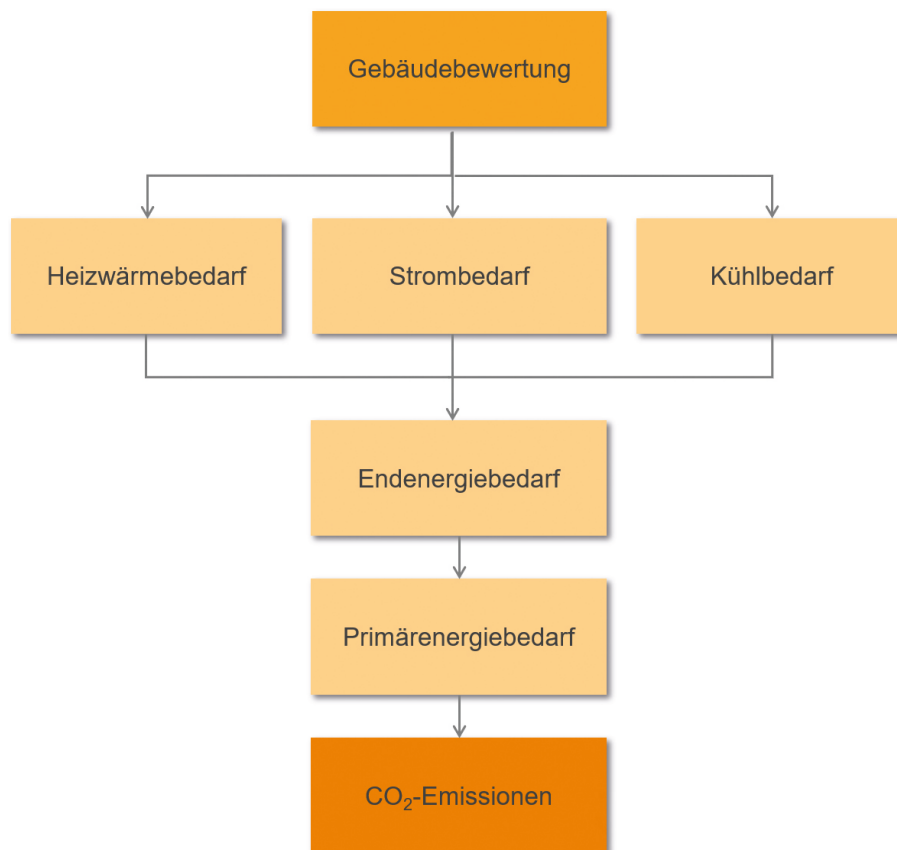 Gebäudebewertung
Heizwärmebedarf
Strombedarf
Kühlbedarf
Endenergiebedarf
Primärenergiebedarf
CO₂-Emissionen